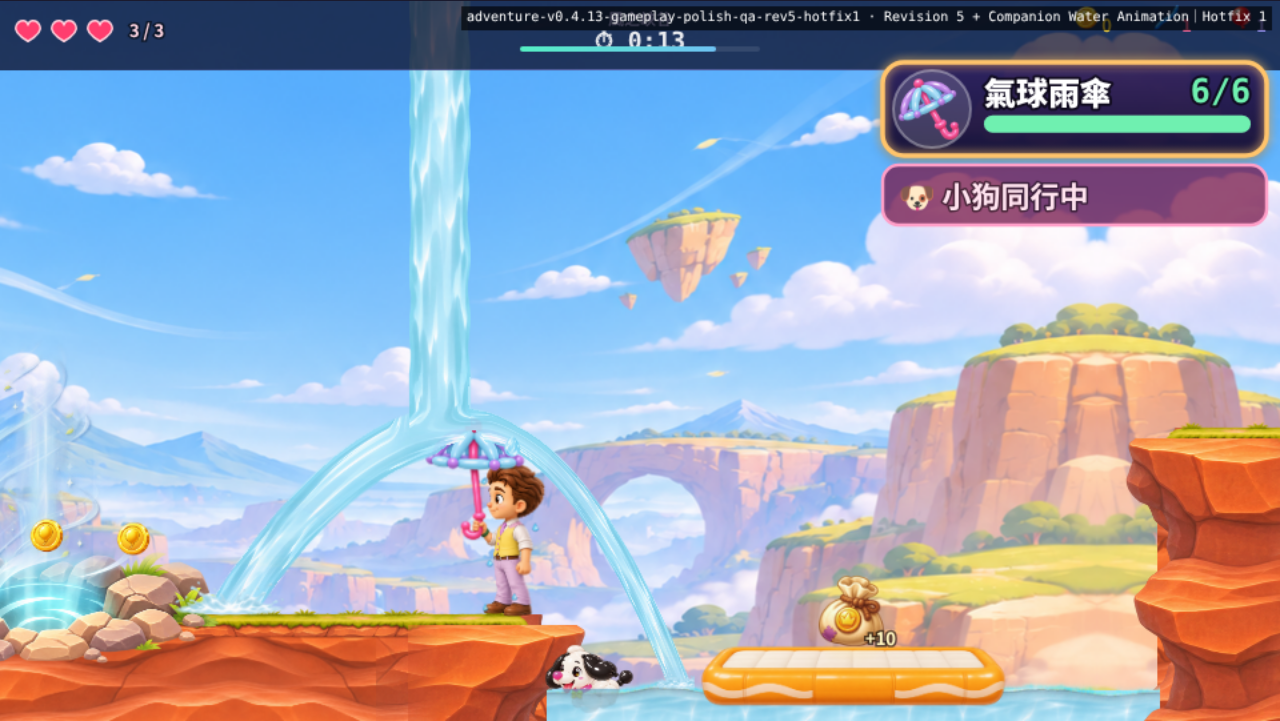 3/3
adventure-v0.4.13-gameplay-polish-qa-rev5-hotfix1 · Revision 5 + Companion Water Animation | Hotfix 1
0:13
氣球雨傘 6/6
小狗同行中
+10